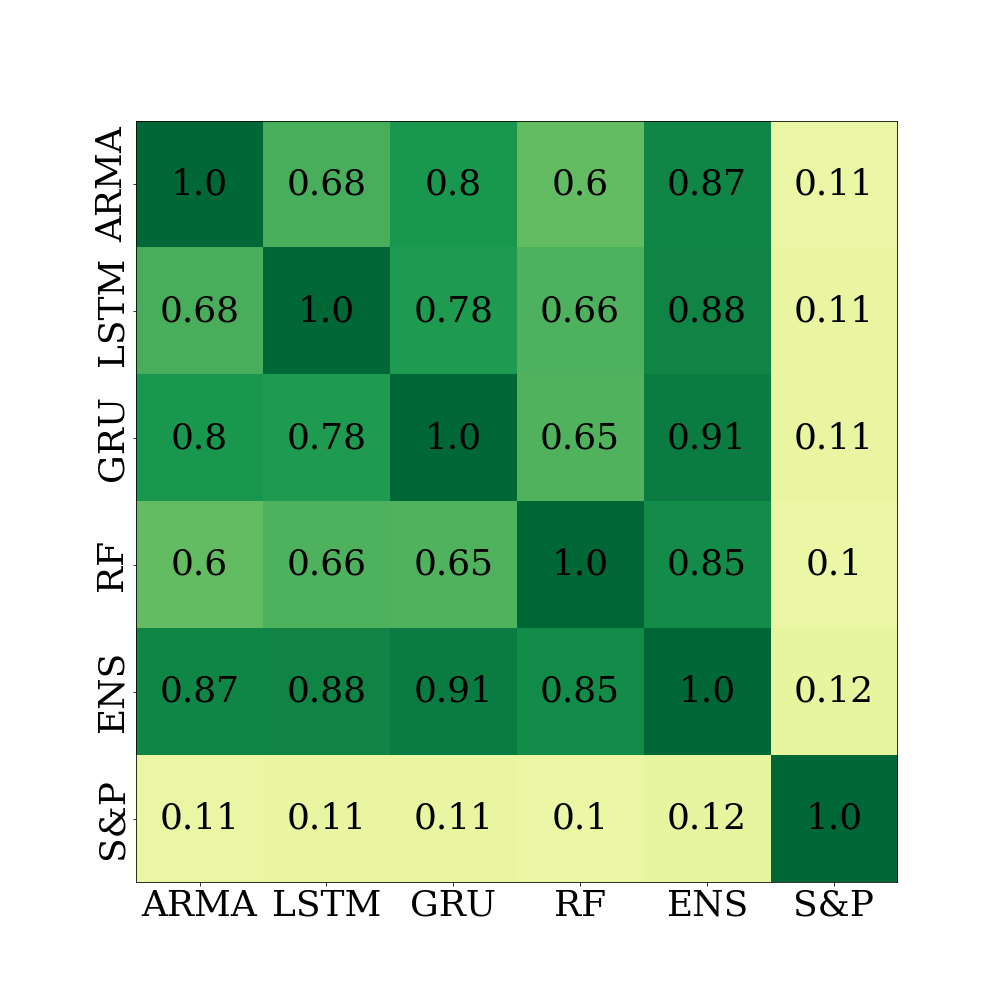 ARMA 1.0 0.68 0.8 0.6 0.87 0.11
LSTM 0.68 1.0 0.78 0.66 0.88 0.11
GRU 0.8 0.78 1.0 0.65 0.91 0.11
RF 0.6 0.66 0.65 1.0 0.85 0.1
ENS 0.87 0.88 0.91 0.85 1.0 0.12
S&P 0.11 0.11 0.11 0.1 0.12 1.0
ARMA LSTM GRU RF ENS S&P